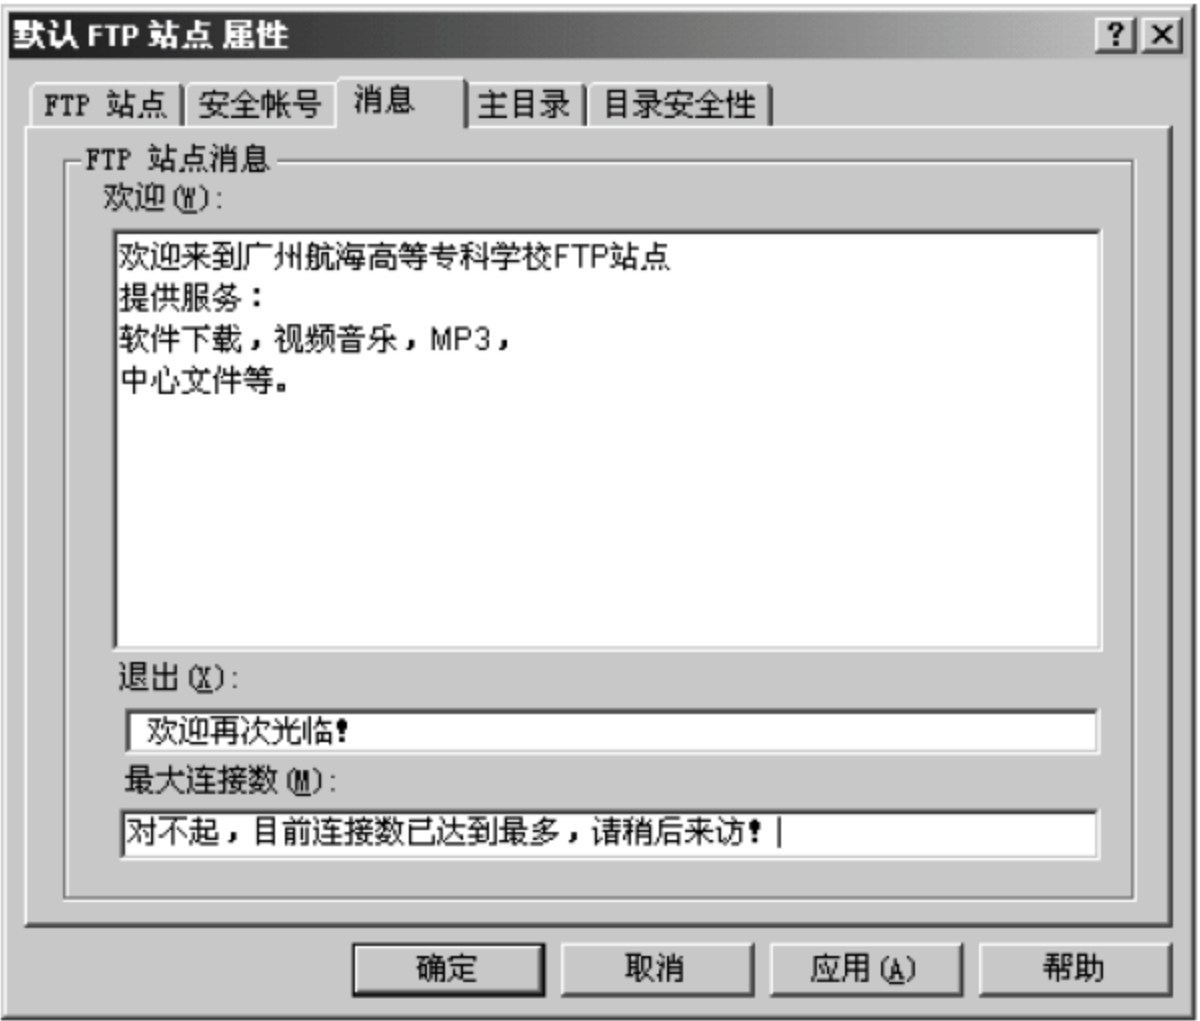 默认 FTP 站点 属性
FTP 站点 安全帐号 消息 主目录 目录安全性
FTP 站点消息
欢迎(W):
欢迎来到广州航海高等专科学校FTP站点
提供服务：
软件下载，视频音乐，MP3，
中心文件等。
退出(X):
欢迎再次光临！
最大连接数(M):
对不起，目前连接数已达到最多，请稍后来访！
确定 取消 应用(A) 帮助